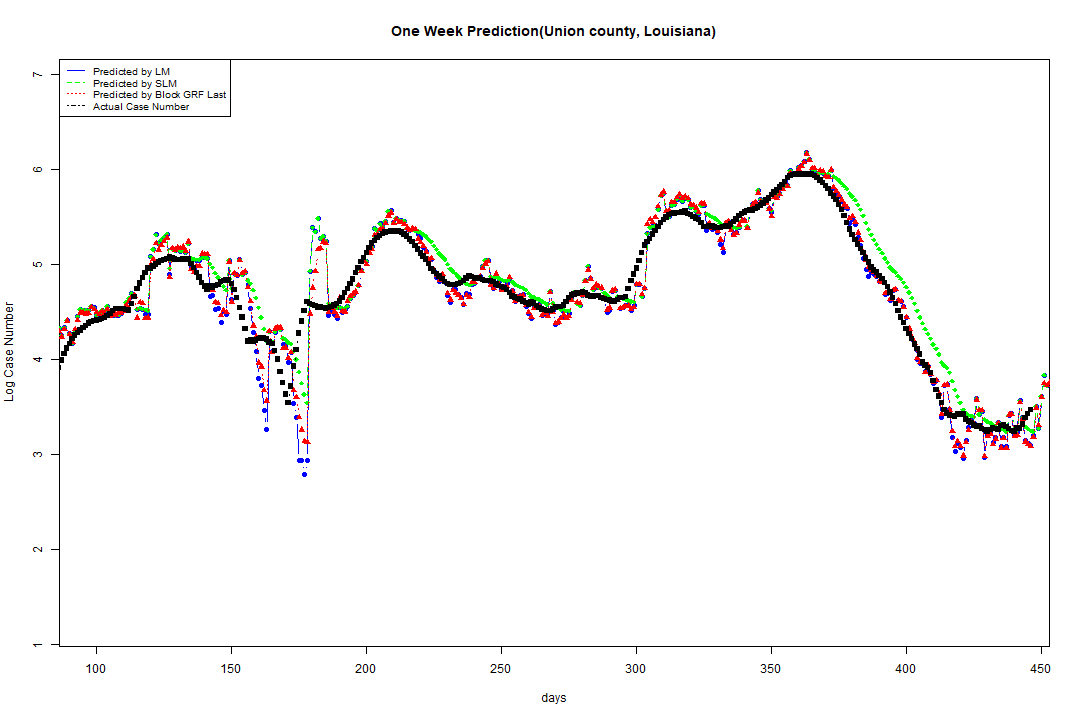 One Week Prediction(Union county, Louisiana)
Predicted by LM
Predicted by SLM
Predicted by Block GRF Last
Actual Case Number
7
6
5
4
3
2
1
Log Case Number
100 150 200 250 300 350 400 450
days